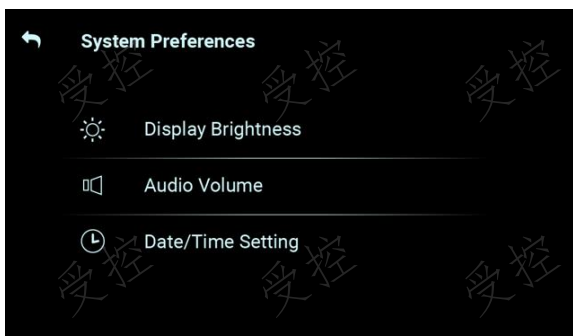 System Preferences
受控 受控 受控
Display Brightness
Audio Volume
Date/Time Setting
受控 受控 受控